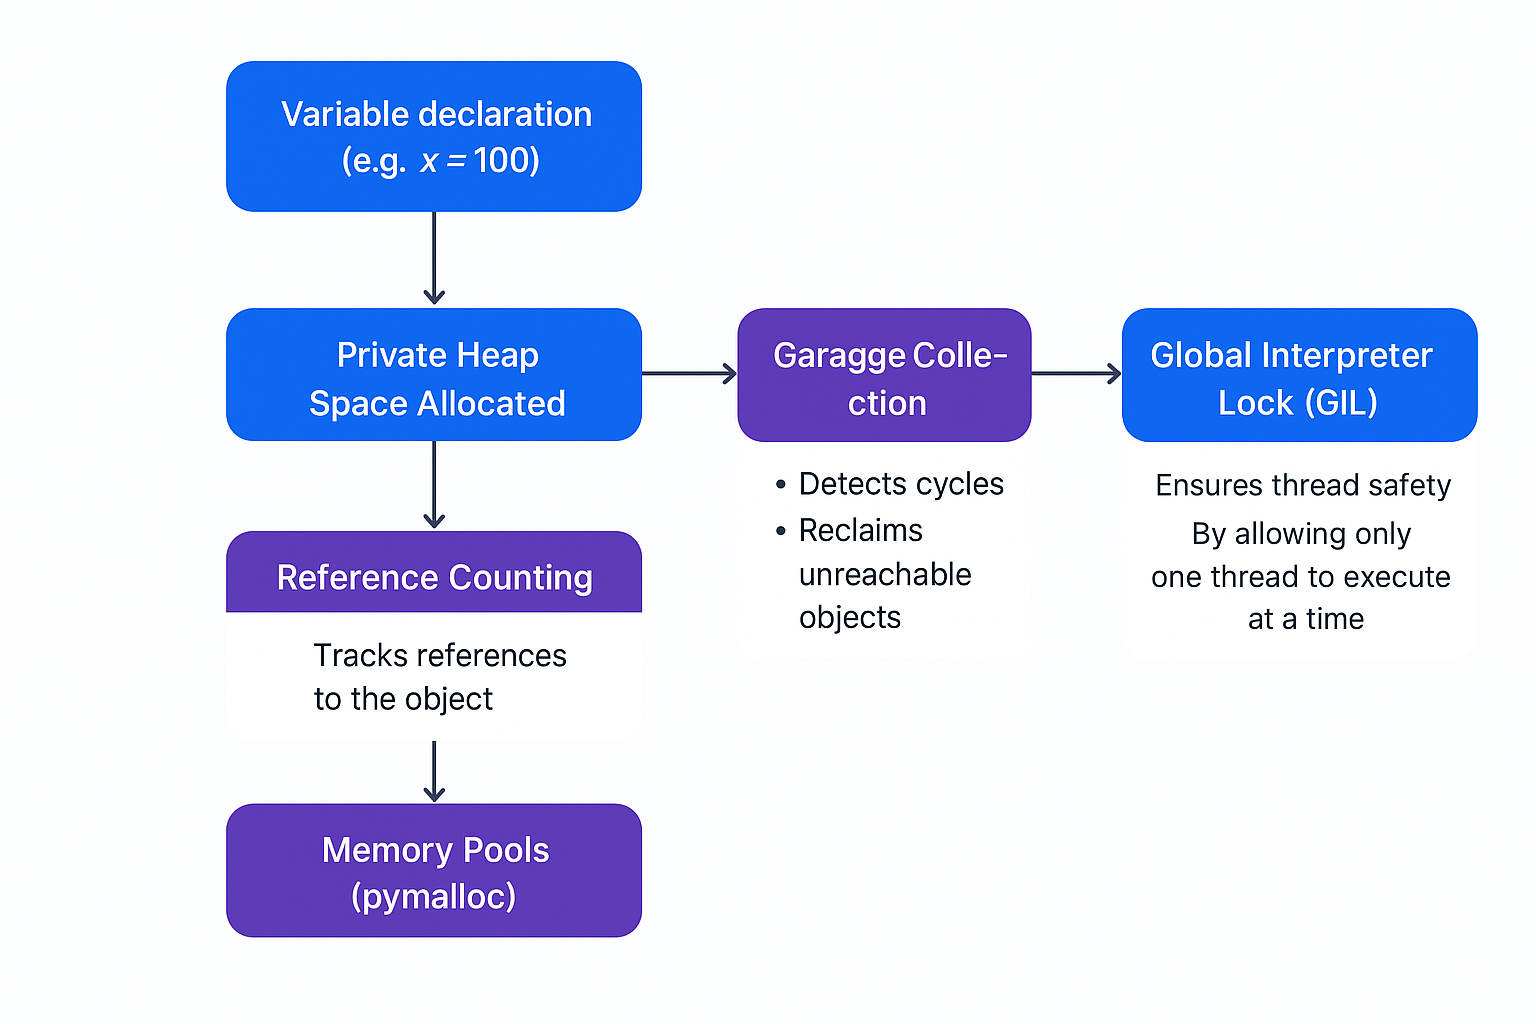 Variable declaration
(e.g. x = 100)
Private Heap
Space Allocated
Garagge Colle-
ction
Global Interpreter
Lock (GIL)
• Detects cycles
• Reclaims
unreachable
objects
Ensures thread safety
By allowing only
one thread to execute
at a time
Reference Counting
Tracks references
to the object
Memory Pools
(pymalloc)